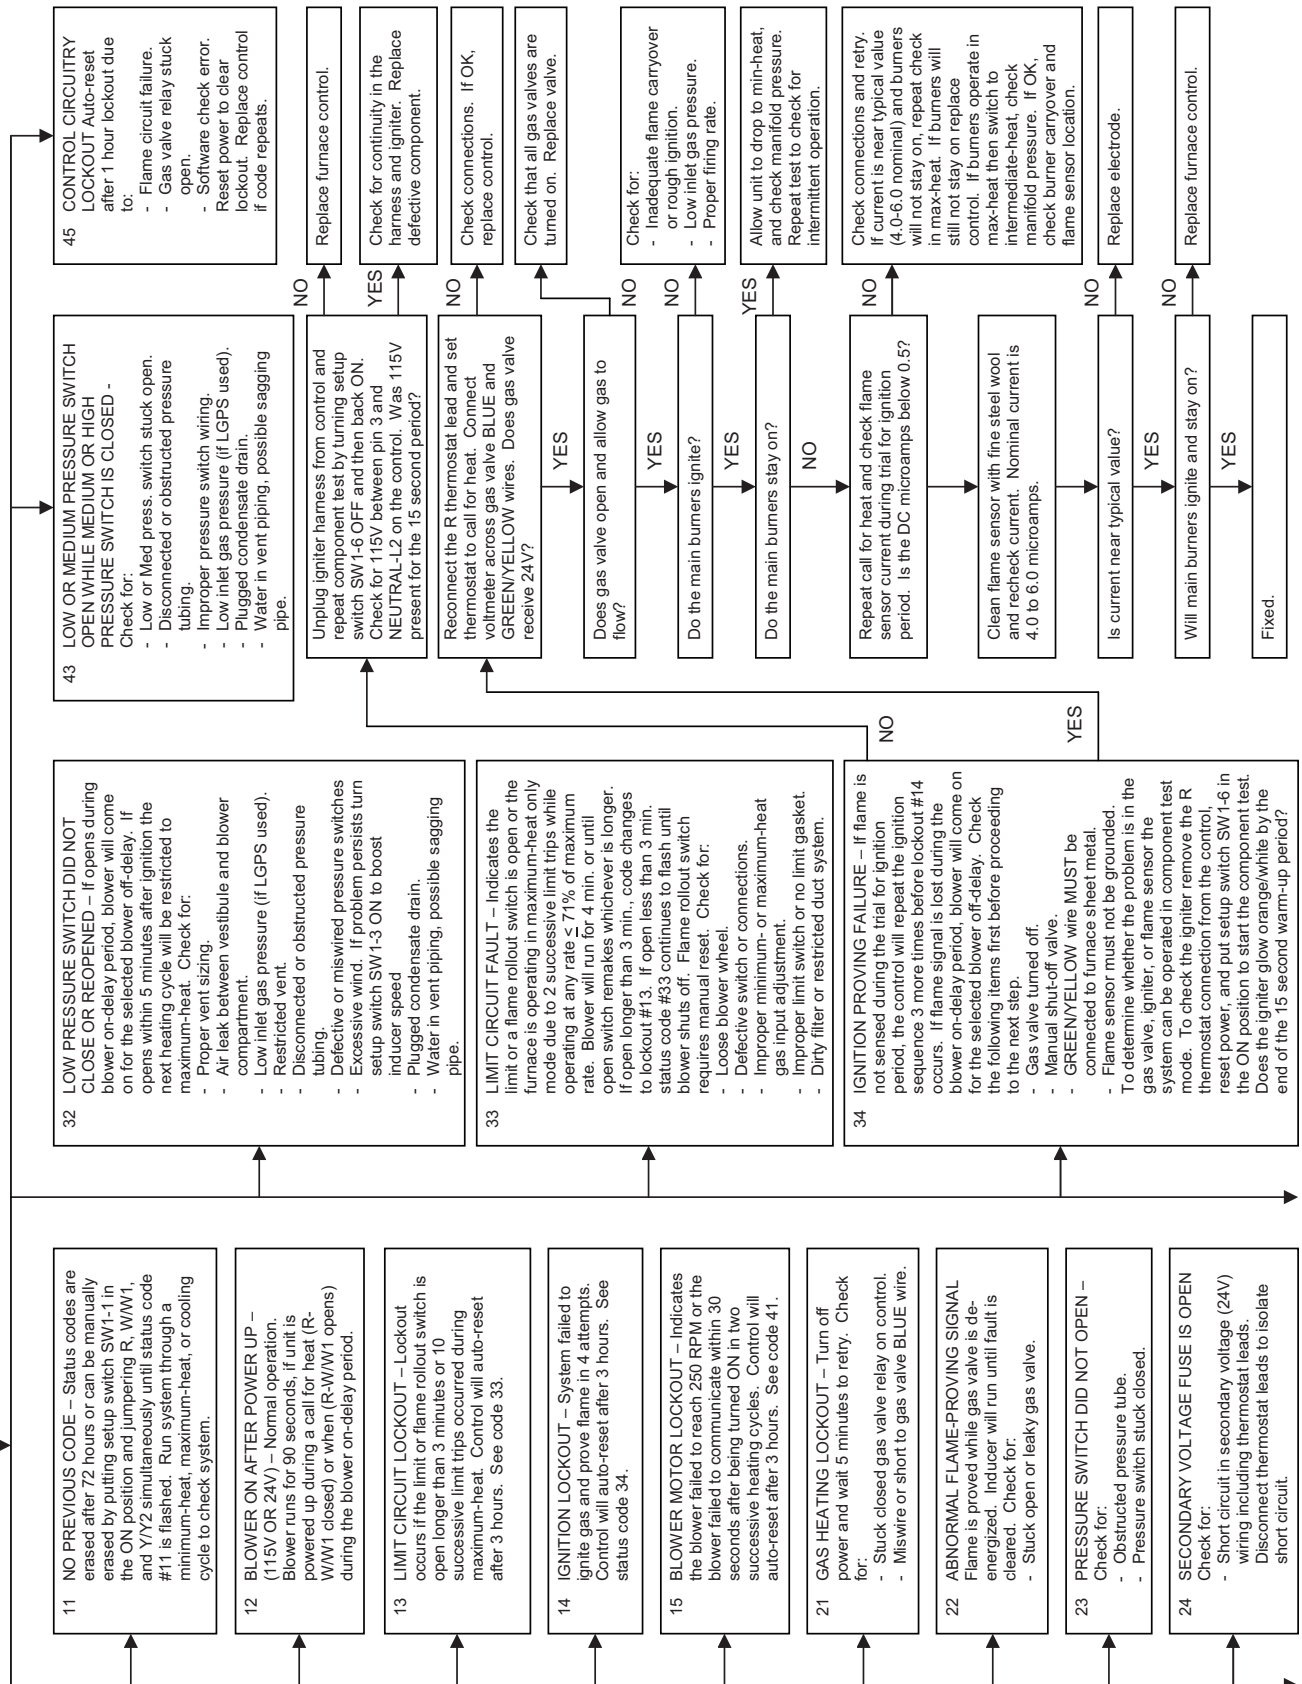 11 NO PREVIOUS CODE – Status codes are
erased after 72 hours or can be manually
erased by putting setup switch SW1-1 in
the ON position and jumpering R, W/W1,
and Y/Y2 simultaneously until status code
#11 is flashed. Run system through a
minimum-heat, maximum-heat, or cooling
cycle to check system.
12 BLOWER ON AFTER POWER UP –
(115V OR 24V) – Normal operation.
Blower runs for 90 seconds, if unit is
powered up during a call for heat (R-
W/W1 closed) or when (R-W/W1 opens)
during the blower on-delay period.
13 LIMIT CIRCUIT LOCKOUT – Lockout
occurs if the limit or flame rollout switch is
open longer than 3 minutes or 10
successive limit trips occurred during
maximum-heat. Control will auto-reset
after 3 hours. See code 33.
14 IGNITION LOCKOUT – System failed to
ignite gas and prove flame in 4 attempts.
Control will auto-reset after 3 hours. See
status code 34.
15 BLOWER MOTOR LOCKOUT – Indicates
the blower failed to reach 250 RPM or the
blower failed to communicate within 30
seconds after being turned ON in two
successive heating cycles. Control will
auto-reset after 3 hours. See code 41.
21 GAS HEATING LOCKOUT – Turn off
power and wait 5 minutes to retry. Check
for:
- Stuck closed gas valve relay on control.
- Miswire or short to gas valve BLUE wire.
22 ABNORMAL FLAME-PROVING SIGNAL
Flame is proved while gas valve is de-
energized. Inducer will run until fault is
cleared. Check for:
- Stuck open or leaky gas valve.
23 PRESSURE SWITCH DID NOT OPEN –
Check for:
- Obstructed pressure tube.
- Pressure switch stuck closed.
24 SECONDARY VOLTAGE FUSE IS OPEN
Check for:
- Short circuit in secondary voltage (24V)
wiring including thermostat leads.
Disconnect thermostat leads to isolate
short circuit.
32 LOW PRESSURE SWITCH DID NOT
CLOSE OR REOPENED – If opens during
blower on-delay period, blower will come
on for the selected blower off-delay. If
opens within 5 minutes after ignition the
next heating cycle will be restricted to
maximum-heat. Check for:
- Proper vent sizing.
- Air leak between vestibule and blower
compartment.
- Low inlet gas pressure (if LGPS used).
- Restricted vent.
- Disconnected or obstructed pressure
tubing.
- Defective or miswired pressure switches
- Excessive wind. If problem persists turn
setup switch SW 1-3 ON to boost
inducer speed
- Plugged condensate drain.
- Water in vent piping, possible sagging
pipe.
33 LIMIT CIRCUIT FAULT – Indicates the
limit or a flame rollout switch is open or the
furnace is operating in maximum-heat only
mode due to 2 successive limit trips while
operating at any rate ≤ 71% of maximum
rate. Blower will run for 4 min. or until
open switch remakes whichever is longer.
If open longer than 3 min., code changes
to lockout #13. If open less than 3 min.
status code #33 continues to flash until
blower shuts off. Flame rollout switch
requires manual reset. Check for:
- Loose blower wheel.
- Defective switch or connections.
- Improper minimum- or maximum-heat
gas input adjustment.
- Improper limit switch or no limit gasket.
- Dirty filter or restricted duct system.
34 IGNITION PROVING FAILURE – If flame is
not sensed during the trial for ignition
period, the control will repeat the ignition
sequence 3 more times before lockout #14
occurs. If flame signal is lost during the
blower on-delay period, blower will come on
for the selected blower off-delay. Check
the following items first before proceeding
to the next step.
- Gas valve turned off.
- Manual shut-off valve.
- GREEN/YELLOW wire MUST be
connected to furnace sheet metal.
- Flame sensor must not be grounded.
To determine whether the problem is in the
gas valve, igniter, or flame sensor the
system can be operated in component test
mode. To check the igniter remove the R
thermostat connection from the control,
reset power, and put setup switch SW1-6 in
the ON position to start the component test.
Does the igniter glow orange/white by the
end of the 15 second warm-up period?
NO
YES
43 LOW OR MEDIUM PRESSURE SWITCH
OPEN WHILE MEDIUM OR HIGH
PRESSURE SWITCH IS CLOSED -
Check for:
- Low or Med press. switch stuck open.
- Disconnected or obstructed pressure
tubing.
- Improper pressure switch wiring.
- Low inlet gas pressure (if LGPS used).
- Plugged condensate drain.
- Water in vent piping, possible sagging
pipe.
Unplug igniter harness from control and
repeat component test by turning setup
switch SW1-6 OFF and then back ON.
Check for 115V between pin 3 and
NEUTRAL-L2 on the control. Was 115V
present for the 15 second period?
NO
YES
Reconnect the R thermostat lead and set
thermostat to call for heat. Connect
voltmeter across gas valve BLUE and
GREEN/YELLOW wires. Does gas valve
receive 24V?
NO
YES
Does gas valve open and allow gas to
flow?
NO
YES
Do the main burners ignite?
NO
YES
Do the main burners stay on?
YES
NO
Repeat call for heat and check flame
sensor current during trial for ignition
period. Is the DC microamps below 0.5?
NO
Clean flame sensor with fine steel wool
and recheck current. Nominal current is
4.0 to 6.0 microamps.
Is current near typical value?
NO
YES
Will main burners ignite and stay on?
NO
YES
Fixed.
45 CONTROL CIRCUITRY
LOCKOUT Auto-reset
after 1 hour lockout due
to:
- Flame circuit failure.
- Gas valve relay stuck
open.
- Software check error.
Reset power to clear
lockout. Replace control
if code repeats.
Replace furnace control.
Check for continuity in the
harness and igniter. Replace
defective component.
Check connections. If OK,
replace control.
Check that all gas valves are
turned on. Replace valve.
Check for:
- Inadequate flame carryover
or rough ignition.
- Low inlet gas pressure.
- Proper firing rate.
Allow unit to drop to min-heat,
and check manifold pressure.
Repeat test to check for
intermittent operation.
Check connections and retry.
If current is near typical value
(4.0-6.0 nominal) and burners
will not stay on, repeat check
in max-heat. If burners will
still not stay on replace
control. If burners operate in
max-heat then switch to
intermediate-heat, check
manifold pressure. If OK,
check burner carryover and
flame sensor location.
Replace electrode.
Replace furnace control.